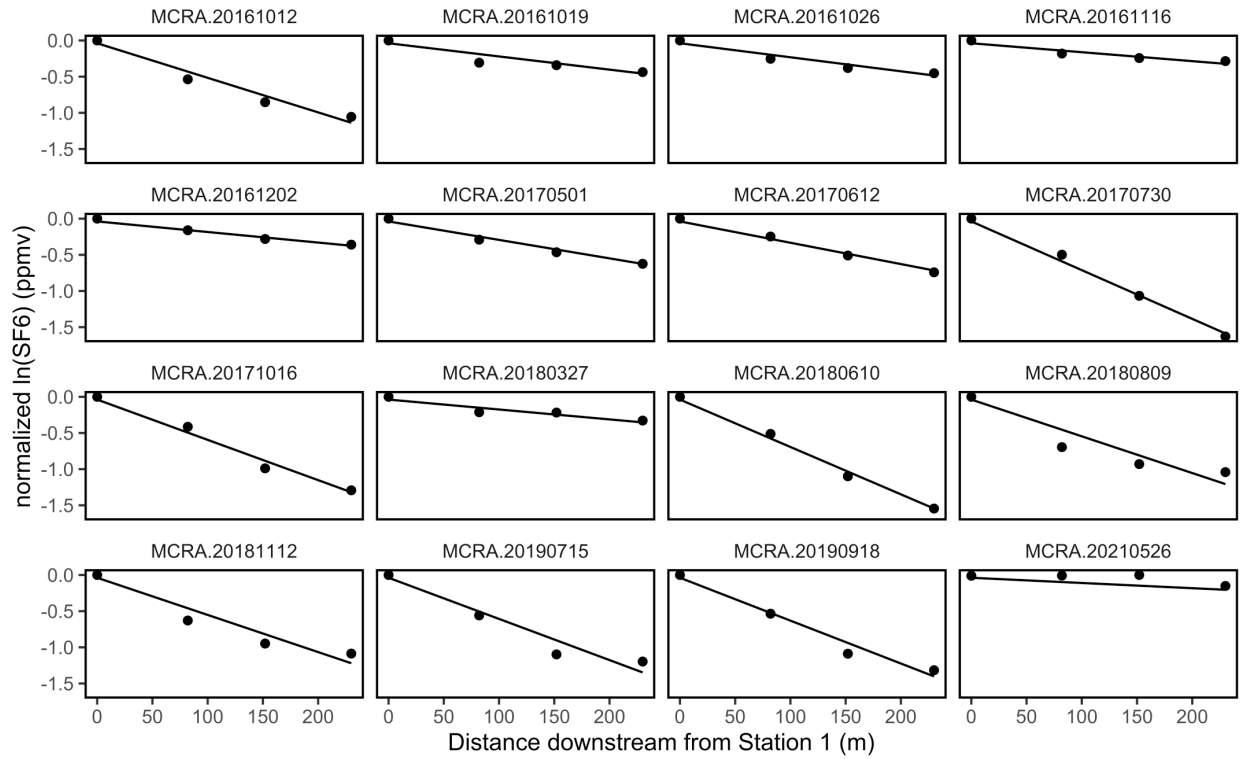 MCRA.20161012 MCRA.20161019 MCRA.20161026 MCRA.20161116
0.0
-0.5
-1.0
-1.5
MCRA.20161202 MCRA.20170501 MCRA.20170612 MCRA.20170730
0.0
-0.5
-1.0
-1.5
MCRA.20171016 MCRA.20180327 MCRA.20180610 MCRA.20180809
0.0
-0.5
-1.0
-1.5
MCRA.20181112 MCRA.20190715 MCRA.20190918 MCRA.20210526
0.0
-0.5
-1.0
-1.5
0 50 100 150 200 0 50 100 150 200 0 50 100 150 200 0 50 100 150 200
normalized ln(SF6) (ppmv)
Distance downstream from Station 1 (m)